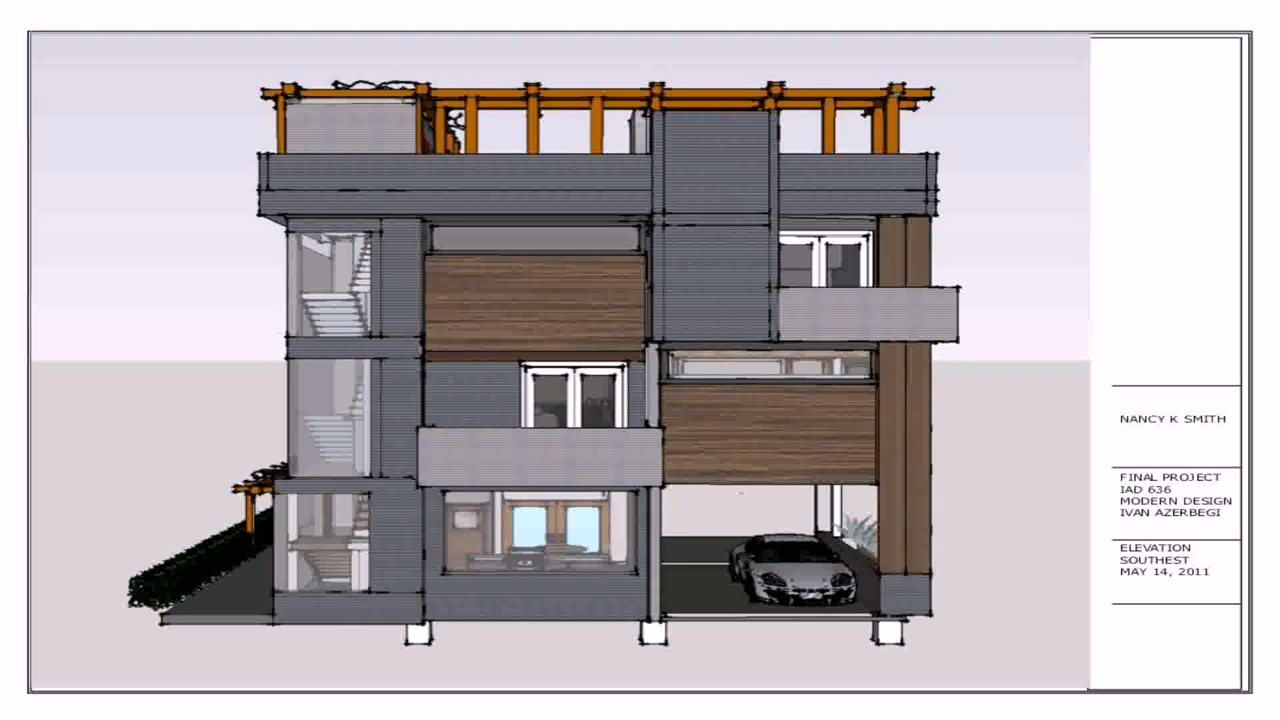 NANCY K SMITH
FINAL PROJECT
IAD 636
MODERN DESIGN
IVAN AZERBEGI
ELEVATION
SOUTHEST
MAY 14, 2011